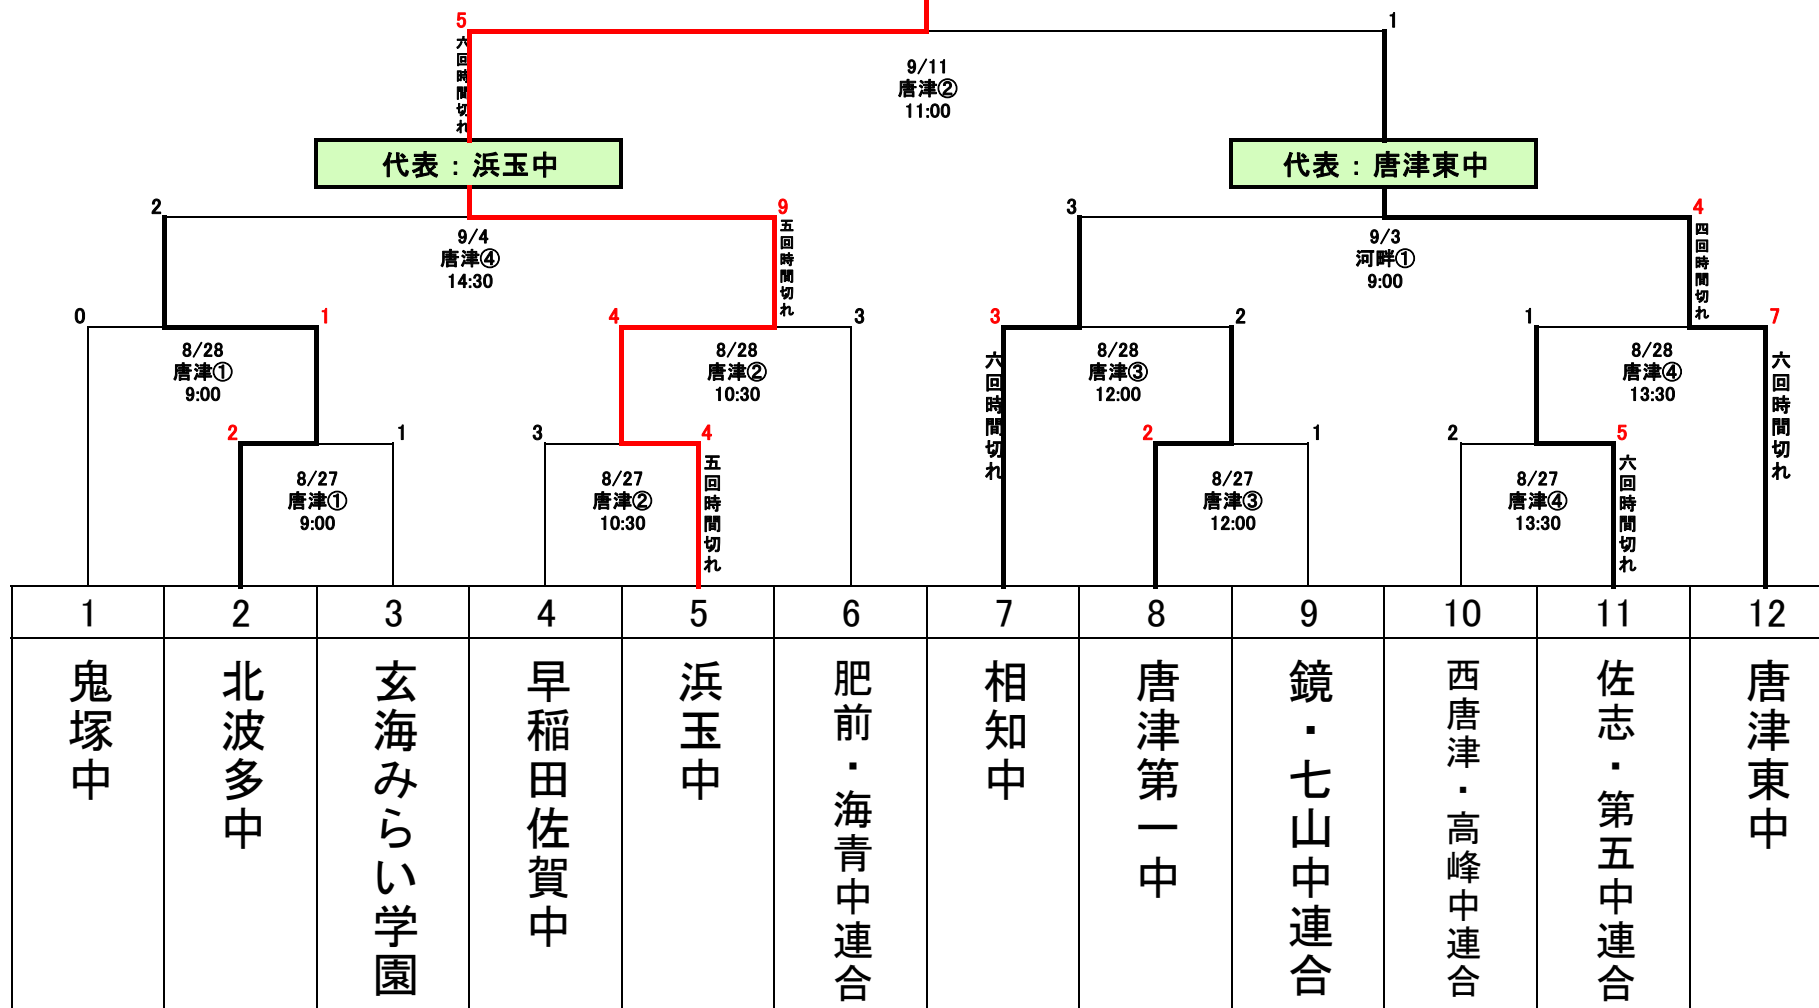 5
1
六回時間切れ
9/11
唐津②
11:00
代表：浜玉中
代表：唐津東中
2
9
3
4
五回時間切れ
四回時間切れ
9/4
唐津④
14:30
9/3
河畔①
9:00
0
1
4
3
3
2
1
7
8/28
唐津①
9:00
8/28
唐津②
10:30
六回時間切れ
8/28
唐津③
12:00
8/28
唐津④
13:30
六回時間切れ
2
1
3
4
2
1
2
5
8/27
唐津①
9:00
8/27
唐津②
10:30
五回時間切れ
8/27
唐津③
12:00
8/27
唐津④
13:30
六回時間切れ
1
2
3
4
5
6
7
8
9
10
11
12
鬼塚中
北波多中
玄海みらい学園
早稲田佐賀中
浜玉中
肥前・海青中連合
相知中
唐津第一中
鏡・七山中連合
西唐津・高峰中連合
佐志・第五中連合
唐津東中